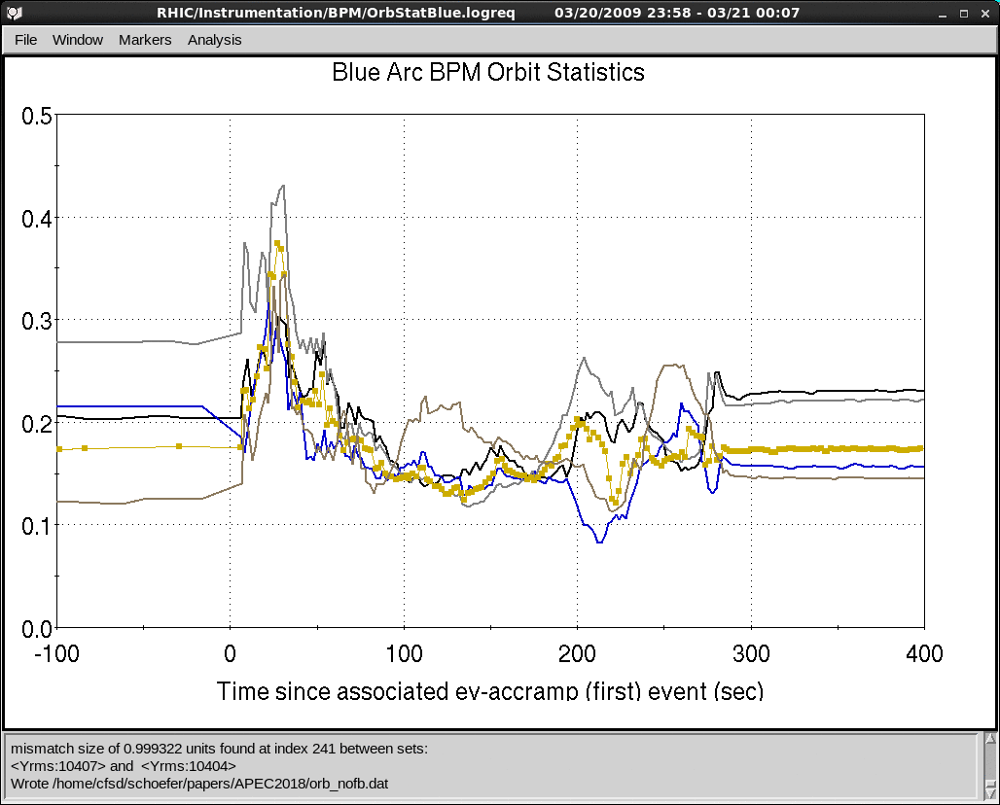 RHIC/Instrumentation/BPM/OrbStatBlue.logreq 03/20/2009 23:58 - 03/21 00:07
File Window Markers Analysis
Blue Arc BPM Orbit Statistics
0.5
0.4
0.3
0.2
0.1
0.0
-100 0 100 200 300 400
Time since associated ev-accramp (first) event (sec)
mismatch size of 0.999322 units found at index 241 between sets:
<Yrms:10407> and <Yrms:10404>
Wrote /home/cfsd/schoefer/papers/APEC2018/orb_nofb.dat